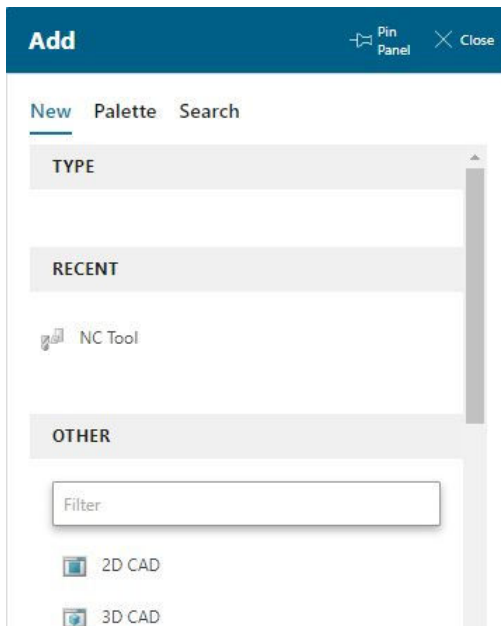 Add
Pin
Panel
Close
New Palette Search
TYPE
RECENT
NC Tool
OTHER
Filter
2D CAD
3D CAD